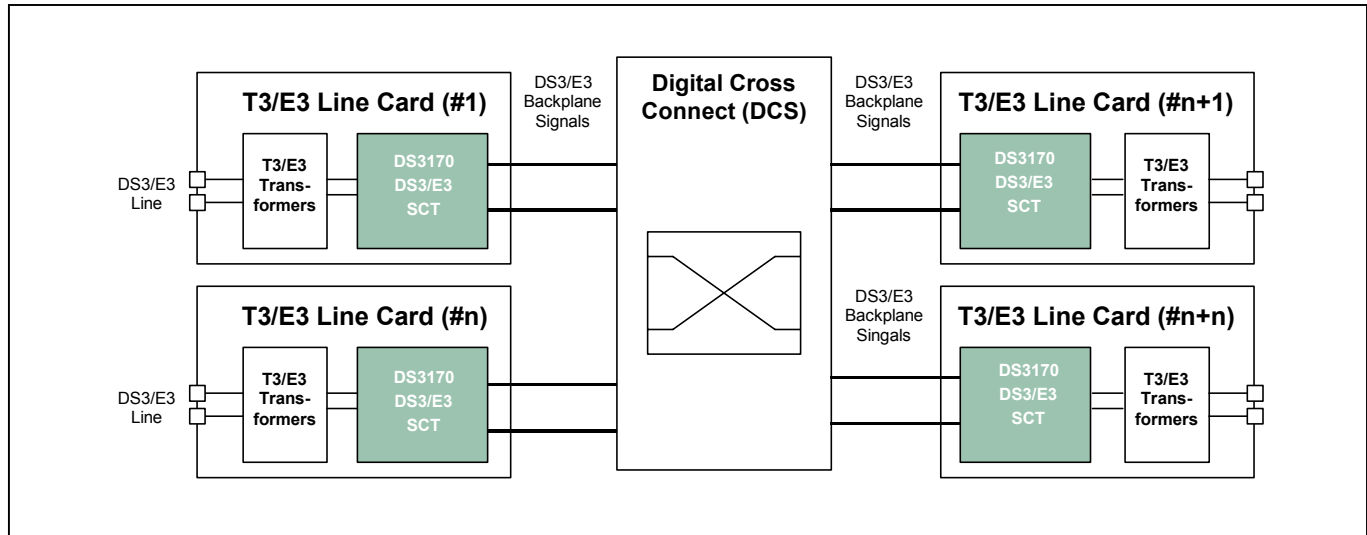 T3/E3 Line Card (#1)
DS3/E3
Line
T3/E3
Trans-
formers
DS3170
DS3/E3
SCT
DS3/E3
Backplane
Signals
Digital Cross
Connect (DCS)
DS3/E3
Backplane
Signals
T3/E3 Line Card (#n+1)
DS3170
DS3/E3
SCT
T3/E3
Trans-
formers
T3/E3 Line Card (#n)
DS3/E3
Line
T3/E3
Trans-
formers
DS3170
DS3/E3
SCT
DS3/E3
Backplane
Singals
T3/E3 Line Card (#n+n)
DS3170
DS3/E3
SCT
T3/E3
Trans-
formers